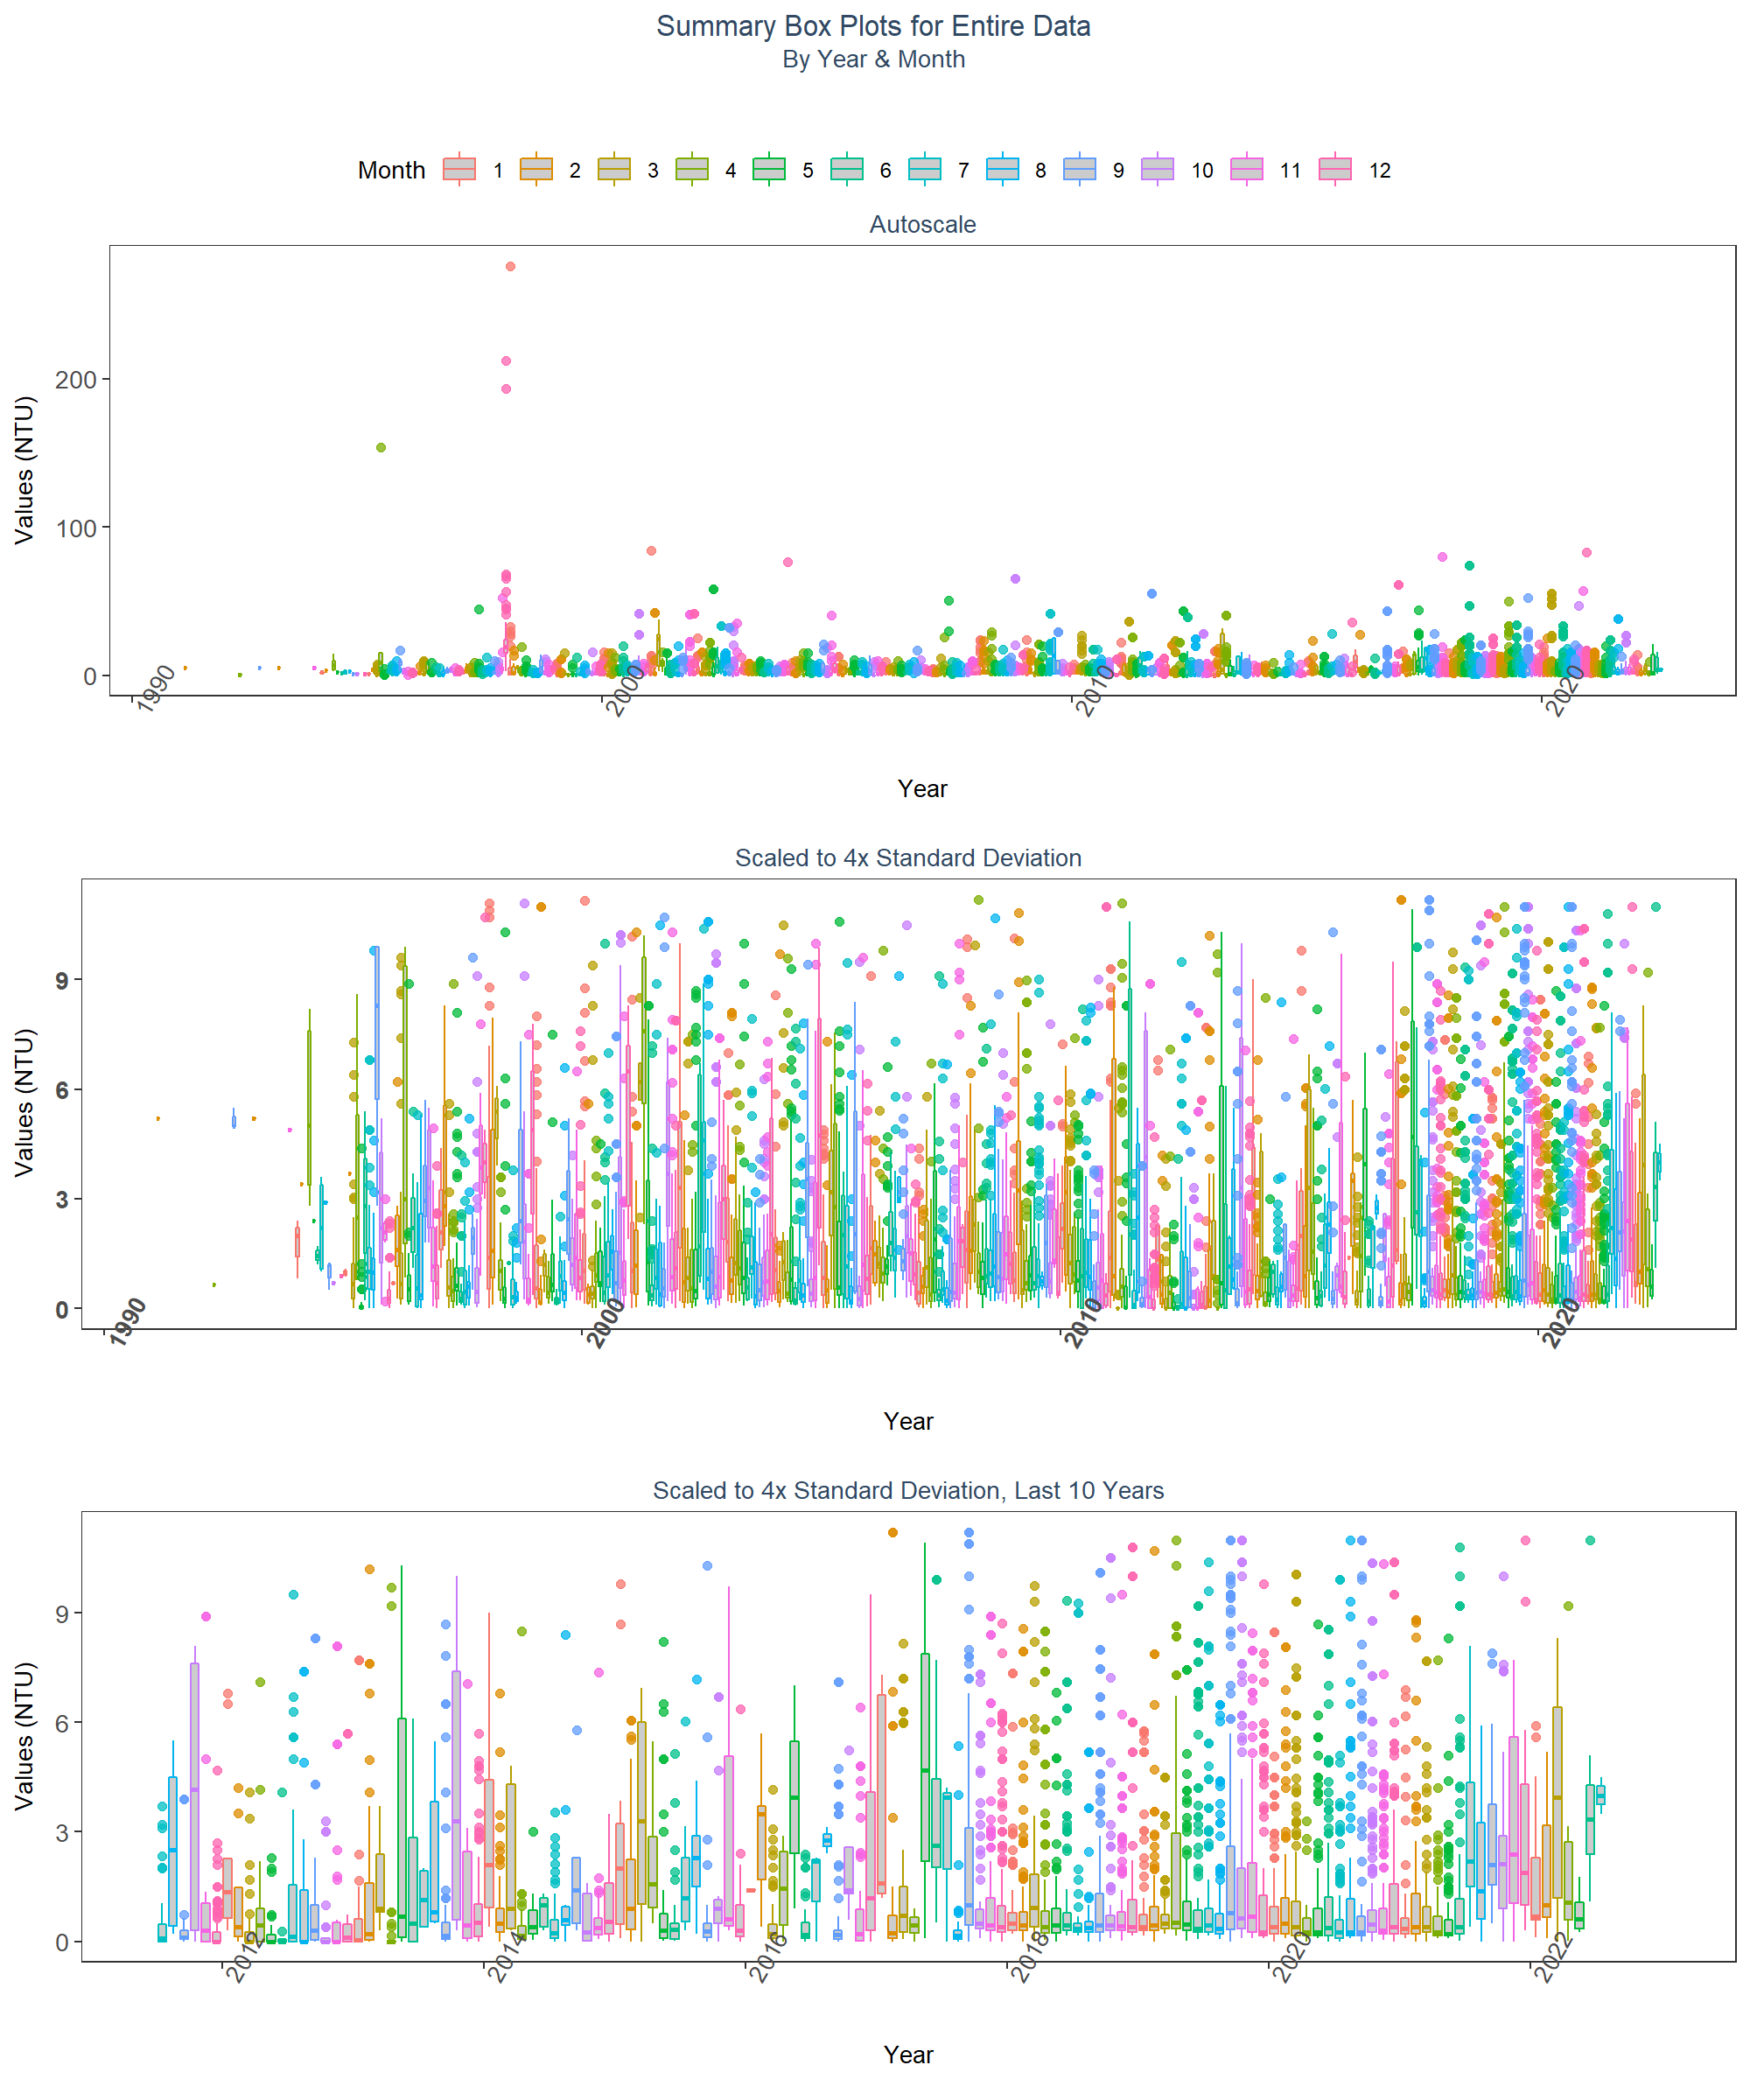 Summary Box Plots for Entire Data
By Year & Month
Month 1 2 3 4 5 6 7 8 9 10 11 12
Autoscale
Values (NTU)
200
100
0
1990 2000 2010 2020
Year
Scaled to 4x Standard Deviation
Values (NTU)
9
6
3
0
1990 2000 2010 2020
Year
Scaled to 4x Standard Deviation, Last 10 Years
Values (NTU)
9
6
3
0
2012 2014 2016 2018 2020 2022
Year